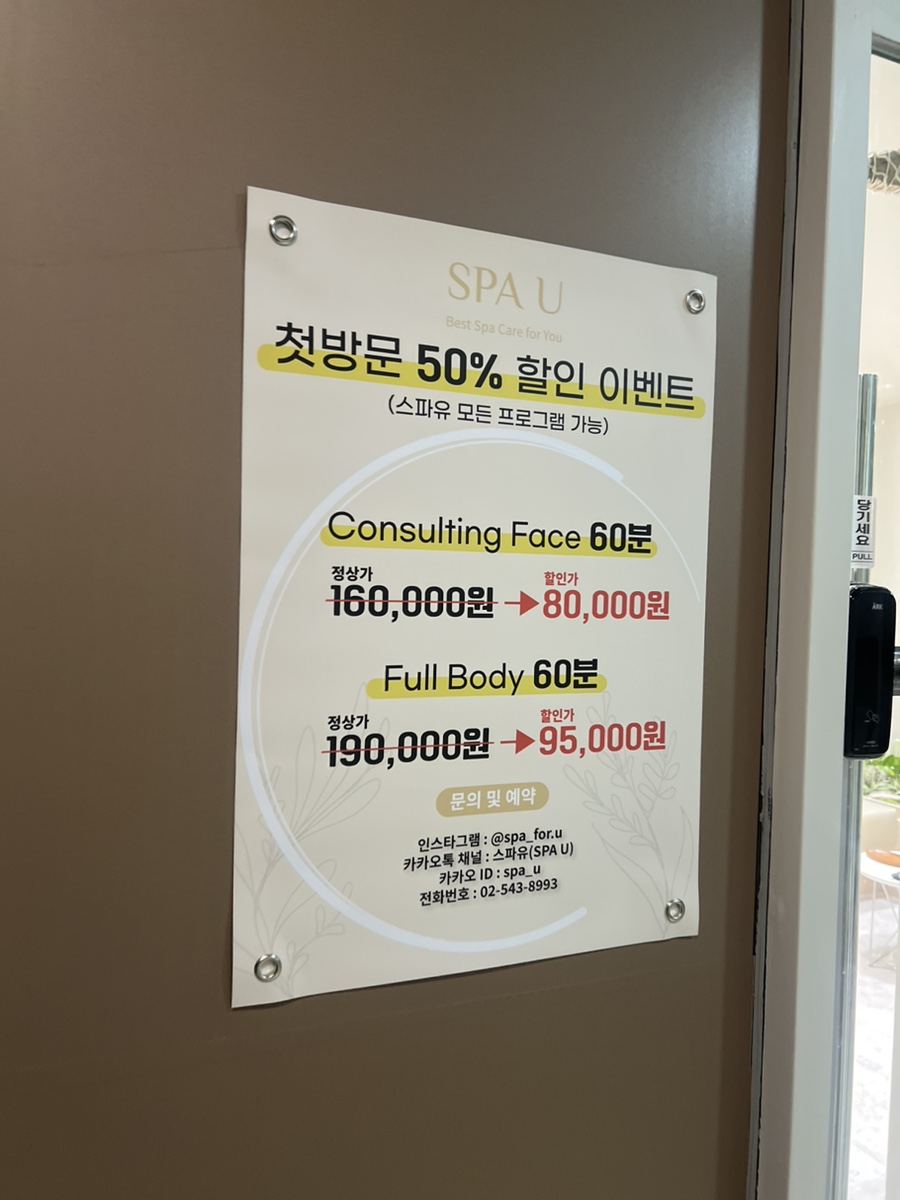 SPA U
Best Spa Care for You
첫방문 50% 할인 이벤트
(스파유 모든 프로그램 가능)
Consulting Face 60분
정상가 할인가
160,000원 → 80,000원
Full Body 60분
정상가 할인가
190,000원 → 95,000원
문의 및 예약
인스타그램 : @spa_for.u
카카오톡 채널 : 스파유(SPA U)
카카오 ID : spa_u
전화번호 : 02-543-8993
당기세요
PULL